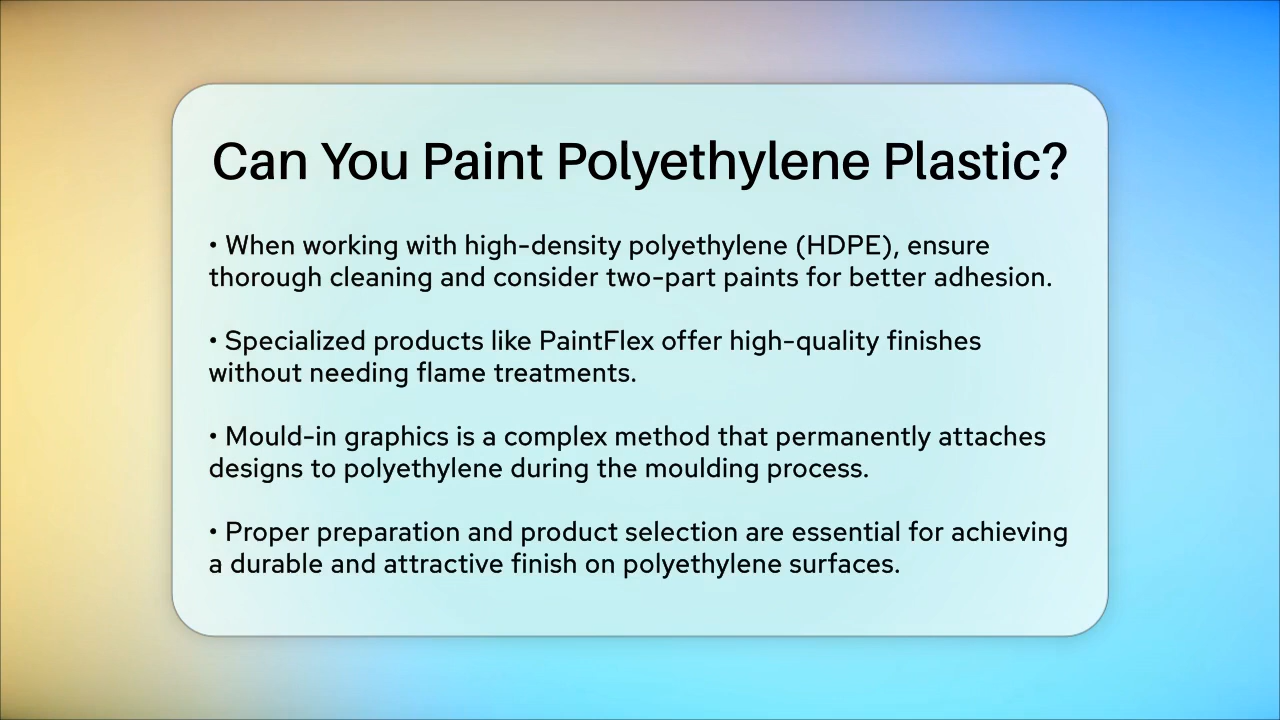 Can You Paint Polyethylene Plastic?
• When working with high-density polyethylene (HDPE), ensure
thorough cleaning and consider two-part paints for better adhesion.
• Specialized products like PaintFlex offer high-quality finishes
without needing flame treatments.
• Mould-in graphics is a complex method that permanently attaches
designs to polyethylene during the moulding process.
• Proper preparation and product selection are essential for achieving
a durable and attractive finish on polyethylene surfaces.